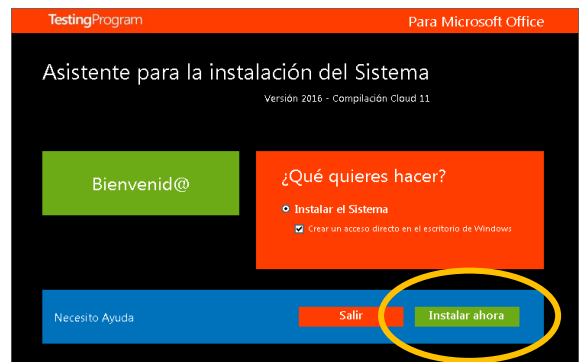 TestingProgram
Para Microsoft Office
Asistente para la instalación del Sistema
Versión 2016 - Compilación Cloud 11
Bienvenid@
¿Qué quieres hacer?
Instalar el Sistema
Crear un acceso directo en el escritorio de Windows
Necesito Ayuda
Salir
Instalar ahora